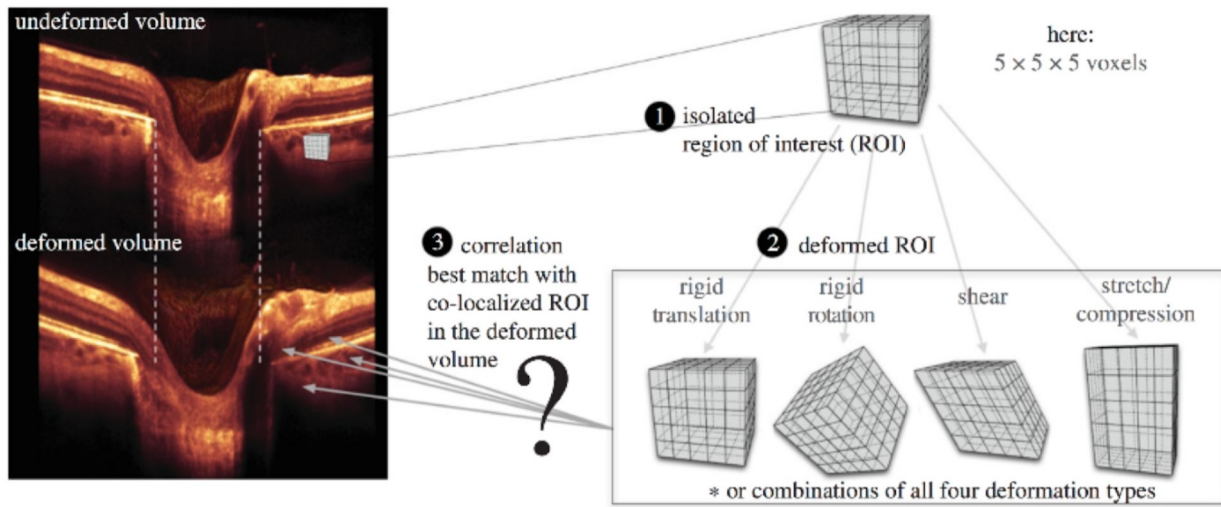 undeformed volume
here:
5 × 5 × 5 voxels
1 isolated
region of interest (ROI)
deformed volume
3 correlation
best match with
co-localized ROI
in the deformed
volume
?
2 deformed ROI
rigid
translation
rigid
rotation
shear
stretch/
compression
* or combinations of all four deformation types